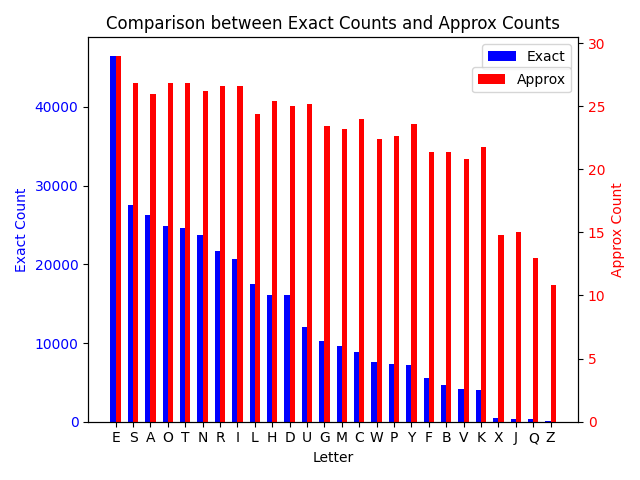 Comparison between Exact Counts and Approx Counts
Exact
Approx
Exact Count
40000
30000
20000
10000
0
30
25
20
15
10
5
0
Approx Count
E S A O T N R I L H D U G M C W P Y F B V K X J Q Z
Letter